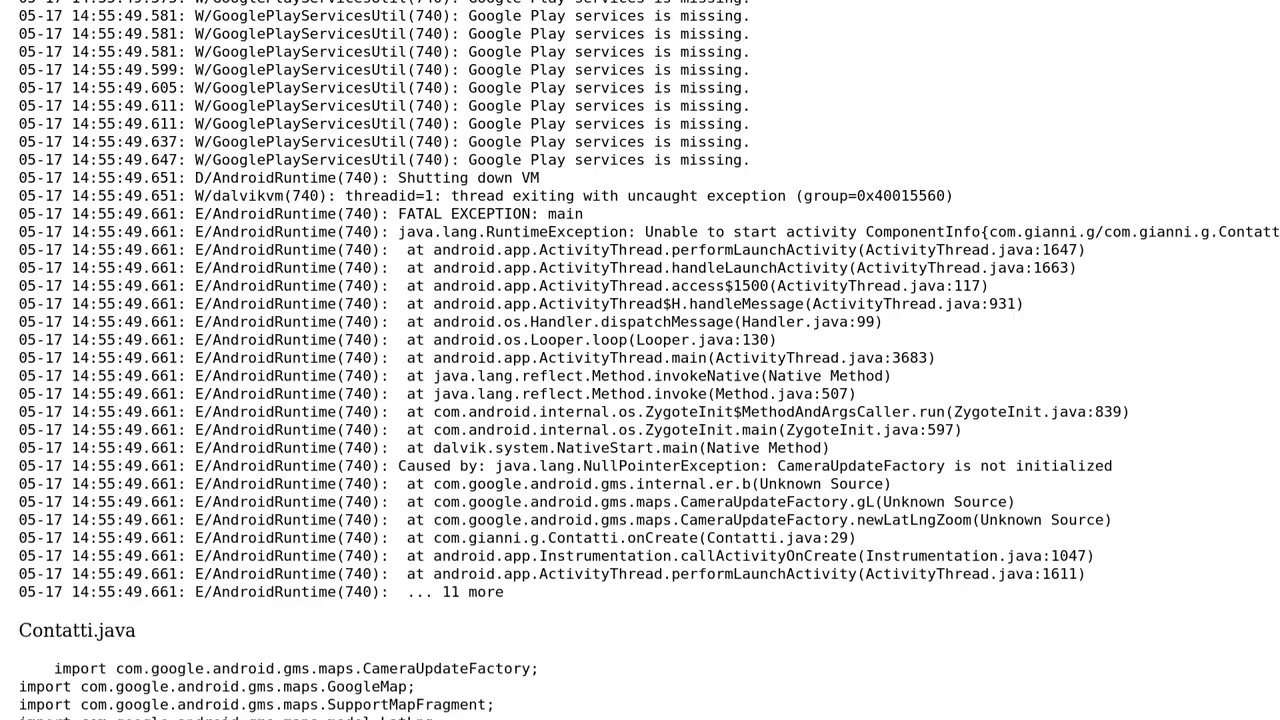 05-17 14:55:49.575: W/GooglePlayServicesUtil(740): Google Play services is missing.
05-17 14:55:49.581: W/GooglePlayServicesUtil(740): Google Play services is missing.
05-17 14:55:49.581: W/GooglePlayServicesUtil(740): Google Play services is missing.
05-17 14:55:49.581: W/GooglePlayServicesUtil(740): Google Play services is missing.
05-17 14:55:49.599: W/GooglePlayServicesUtil(740): Google Play services is missing.
05-17 14:55:49.605: W/GooglePlayServicesUtil(740): Google Play services is missing.
05-17 14:55:49.611: W/GooglePlayServicesUtil(740): Google Play services is missing.
05-17 14:55:49.611: W/GooglePlayServicesUtil(740): Google Play services is missing.
05-17 14:55:49.637: W/GooglePlayServicesUtil(740): Google Play services is missing.
05-17 14:55:49.647: W/GooglePlayServicesUtil(740): Google Play services is missing.
05-17 14:55:49.651: D/AndroidRuntime(740): Shutting down VM
05-17 14:55:49.651: W/dalvikvm(740): threadid=1: thread exiting with uncaught exception (group=0x40015560)
05-17 14:55:49.661: E/AndroidRuntime(740): FATAL EXCEPTION: main
05-17 14:55:49.661: E/AndroidRuntime(740): java.lang.RuntimeException: Unable to start activity ComponentInfo{com.gianni.g/com.gianni.g.Contatt
05-17 14:55:49.661: E/AndroidRuntime(740):  at android.app.ActivityThread.performLaunchActivity(ActivityThread.java:1647)
05-17 14:55:49.661: E/AndroidRuntime(740):  at android.app.ActivityThread.handleLaunchActivity(ActivityThread.java:1663)
05-17 14:55:49.661: E/AndroidRuntime(740):  at android.app.ActivityThread.access$1500(ActivityThread.java:117)
05-17 14:55:49.661: E/AndroidRuntime(740):  at android.app.ActivityThread$H.handleMessage(ActivityThread.java:931)
05-17 14:55:49.661: E/AndroidRuntime(740):  at android.os.Handler.dispatchMessage(Handler.java:99)
05-17 14:55:49.661: E/AndroidRuntime(740):  at android.os.Looper.loop(Looper.java:130)
05-17 14:55:49.661: E/AndroidRuntime(740):  at android.app.ActivityThread.main(ActivityThread.java:3683)
05-17 14:55:49.661: E/AndroidRuntime(740):  at java.lang.reflect.Method.invokeNative(Native Method)
05-17 14:55:49.661: E/AndroidRuntime(740):  at java.lang.reflect.Method.invoke(Method.java:507)
05-17 14:55:49.661: E/AndroidRuntime(740):  at com.android.internal.os.ZygoteInit$MethodAndArgsCaller.run(ZygoteInit.java:839)
05-17 14:55:49.661: E/AndroidRuntime(740):  at com.android.internal.os.ZygoteInit.main(ZygoteInit.java:597)
05-17 14:55:49.661: E/AndroidRuntime(740):  at dalvik.system.NativeStart.main(Native Method)
05-17 14:55:49.661: E/AndroidRuntime(740): Caused by: java.lang.NullPointerException: CameraUpdateFactory is not initialized
05-17 14:55:49.661: E/AndroidRuntime(740):  at com.google.android.gms.internal.er.b(Unknown Source)
05-17 14:55:49.661: E/AndroidRuntime(740):  at com.google.android.gms.maps.CameraUpdateFactory.gL(Unknown Source)
05-17 14:55:49.661: E/AndroidRuntime(740):  at com.google.android.gms.maps.CameraUpdateFactory.newLatLngZoom(Unknown Source)
05-17 14:55:49.661: E/AndroidRuntime(740):  at com.gianni.g.Contatti.onCreate(Contatti.java:29)
05-17 14:55:49.661: E/AndroidRuntime(740):  at android.app.Instrumentation.callActivityOnCreate(Instrumentation.java:1047)
05-17 14:55:49.661: E/AndroidRuntime(740):  at android.app.ActivityThread.performLaunchActivity(ActivityThread.java:1611)
05-17 14:55:49.661: E/AndroidRuntime(740):  ... 11 more
Contatti.java
import com.google.android.gms.maps.CameraUpdateFactory;
import com.google.android.gms.maps.GoogleMap;
import com.google.android.gms.maps.SupportMapFragment;
import com.google.android.gms.maps.model.LatLng